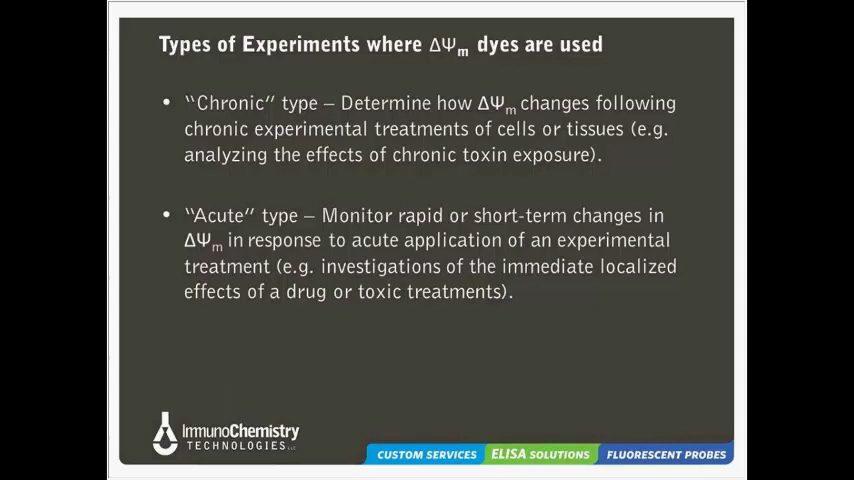 Types of Experiments where ΔΨm dyes are used
• “Chronic” type – Determine how ΔΨm changes following
chronic experimental treatments of cells or tissues (e.g.
analyzing the effects of chronic toxin exposure).
• “Acute” type – Monitor rapid or short-term changes in
ΔΨm in response to acute application of an experimental
treatment (e.g. investigations of the immediate localized
effects of a drug or toxic treatments).
ImmunoChemistry
TECHNOLOGIES LLC
CUSTOM SERVICES ELISA SOLUTIONS FLUORESCENT PROBES